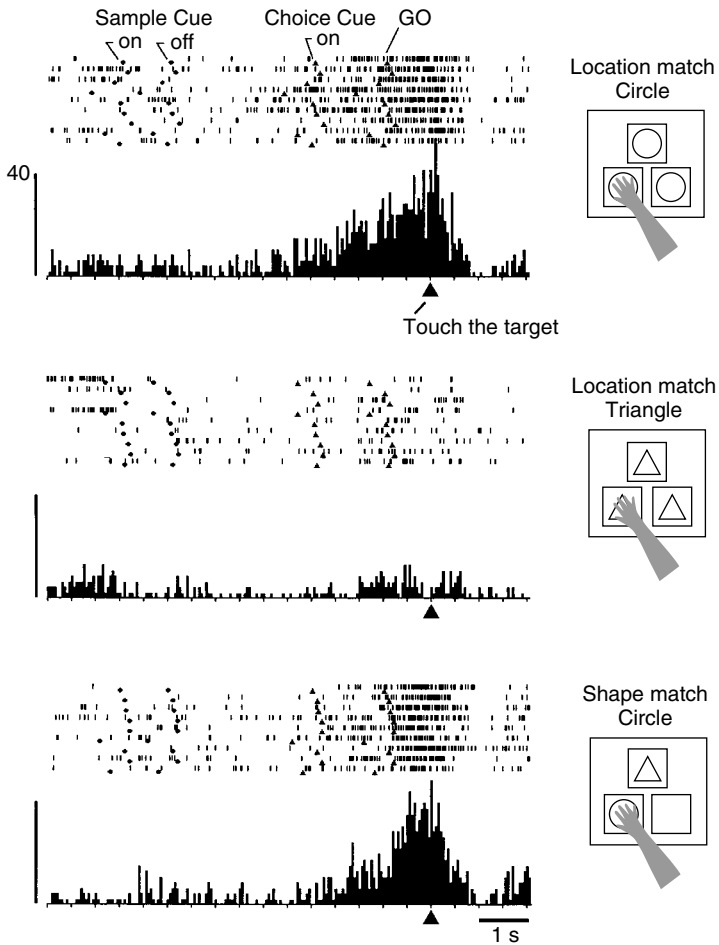 Sample Cue
on
off
Choice Cue
on
GO
Location match
Circle
40
Touch the target
Location match
Triangle
Shape match
Circle
1 s